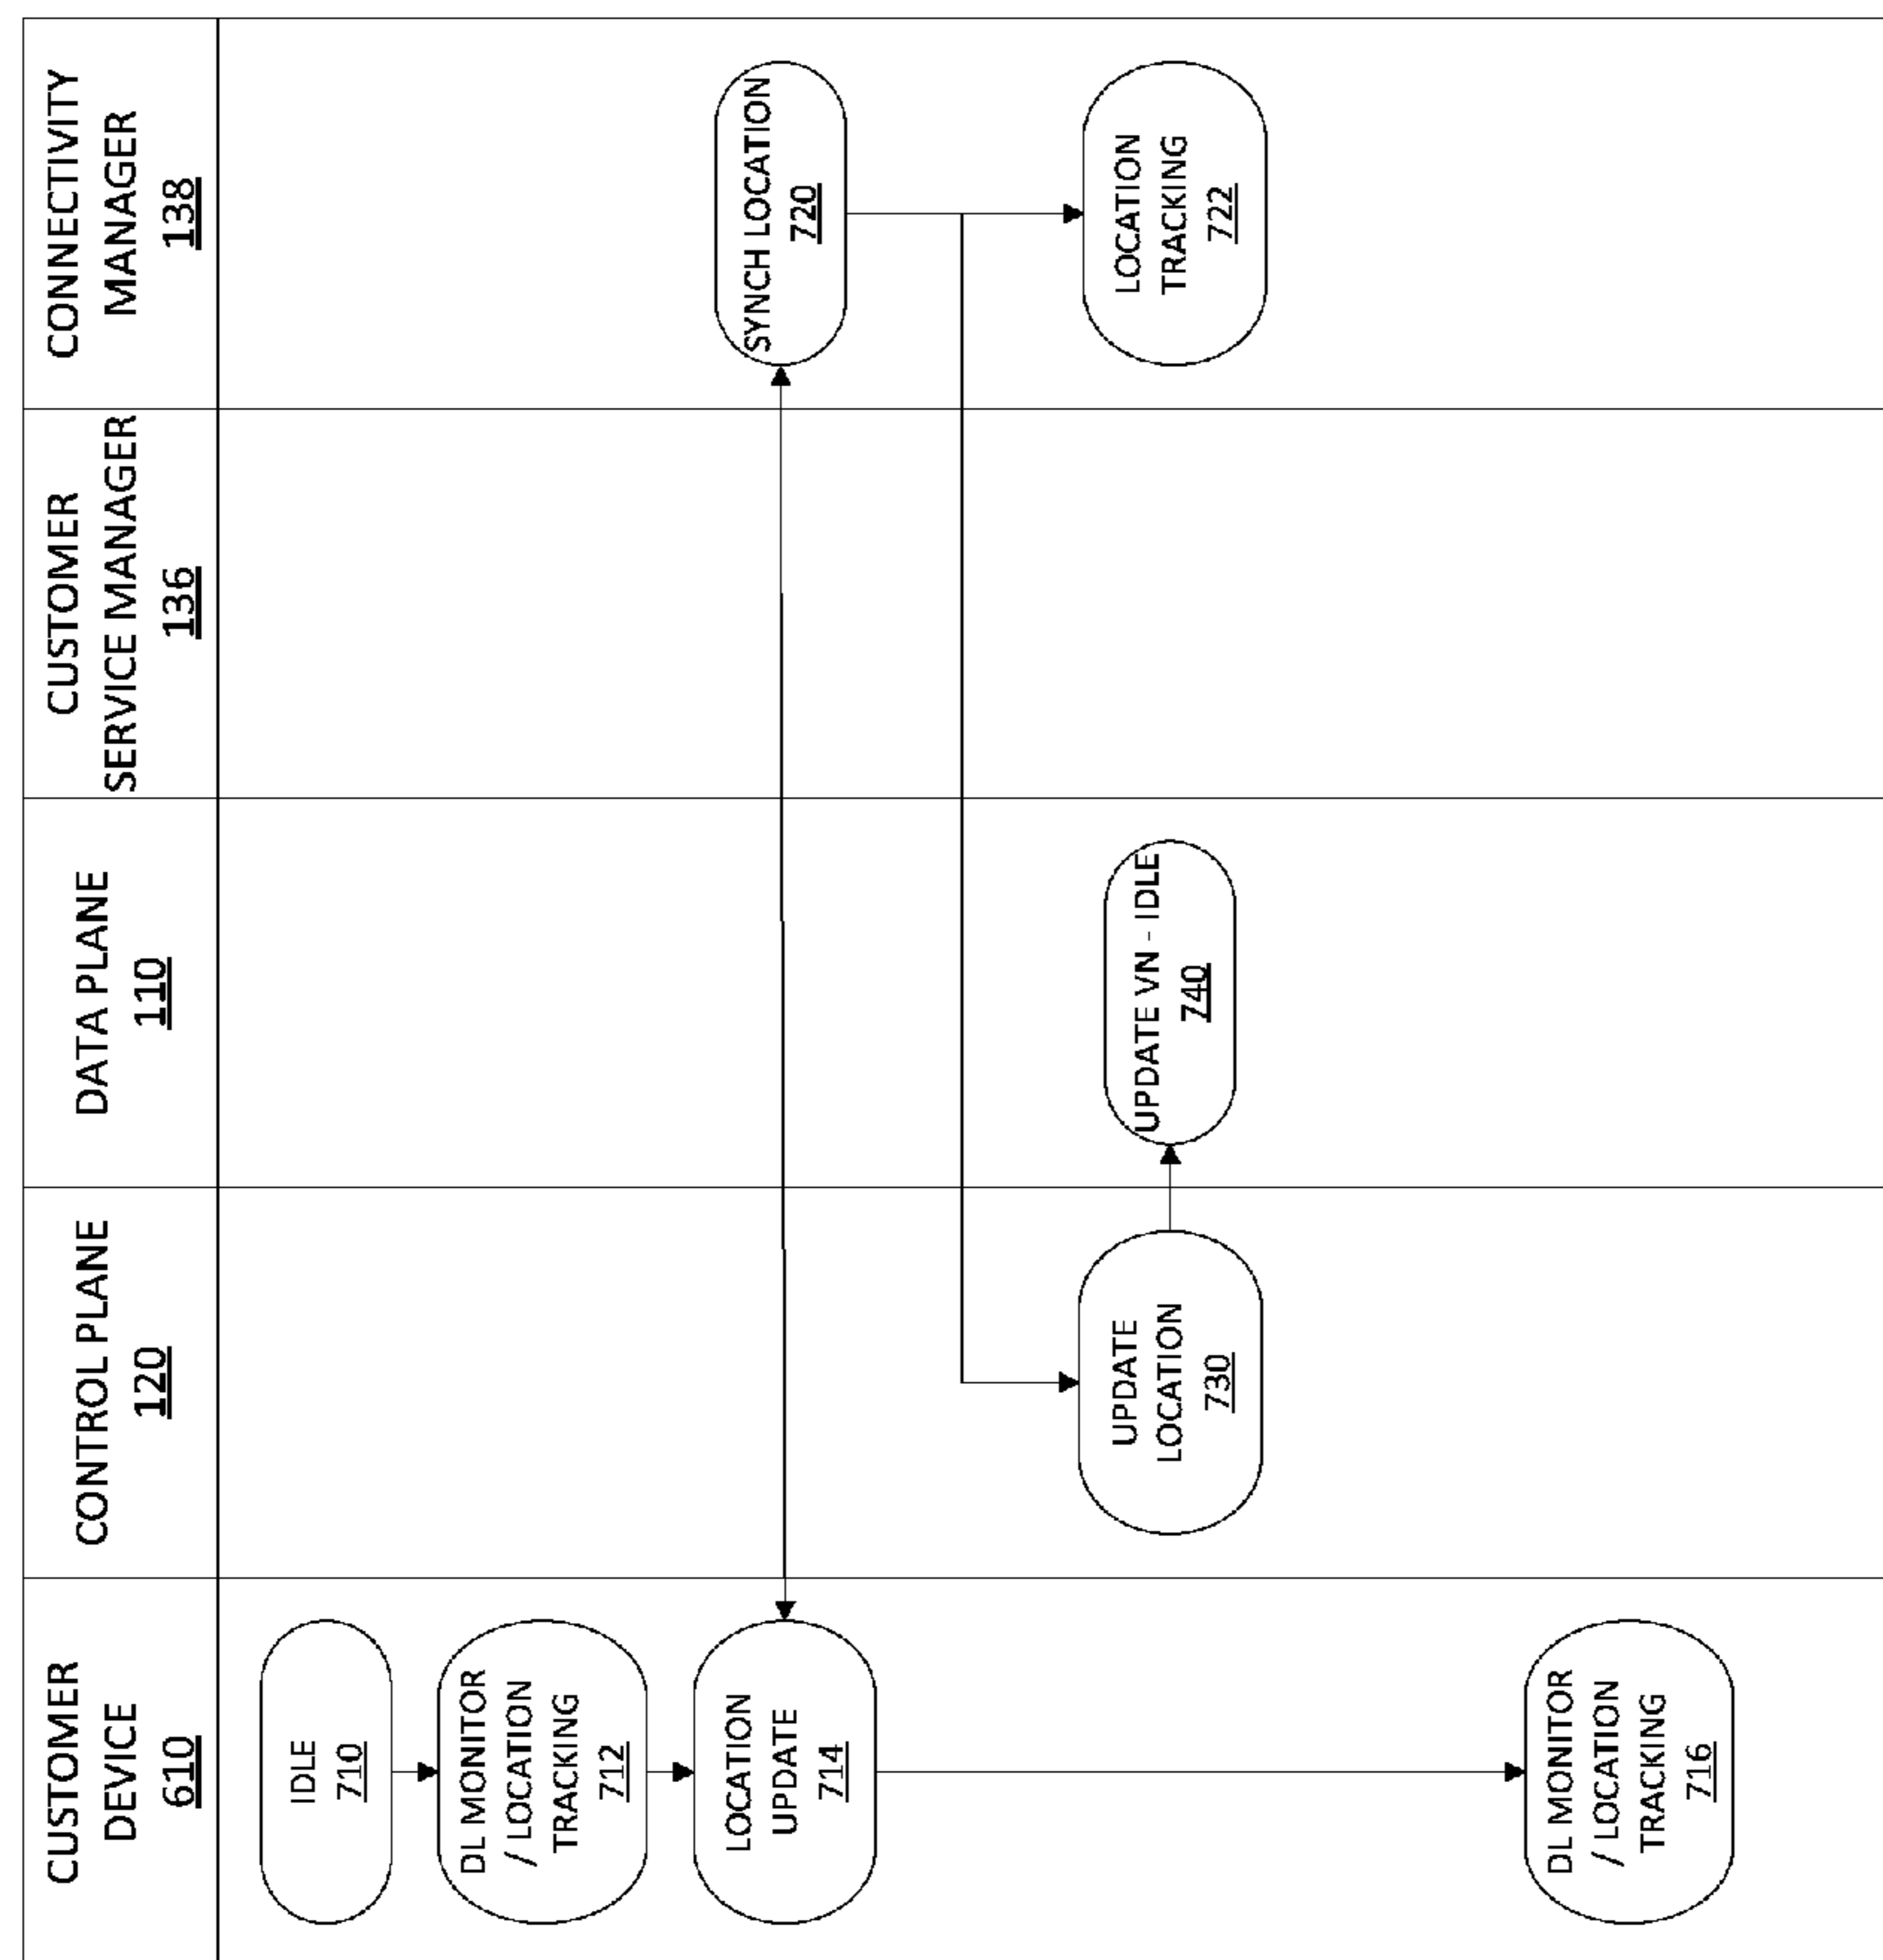 CUSTOMER
DEVICE
610
CONTROL PLANE
120
DATA PLANE
110
CUSTOMER
SERVICE MANAGER
136
CONNECTIVITY
MANAGER
138
IDLE
710
DL MONITOR
/ LOCATION
TRACKING
712
LOCATION
UPDATE
714
SYNCH LOCATION
720
UPDATE
LOCATION
730
UPDATE VN - IDLE
740
LOCATION
TRACKING
722
DL MONITOR
/ LOCATION
TRACKING
716